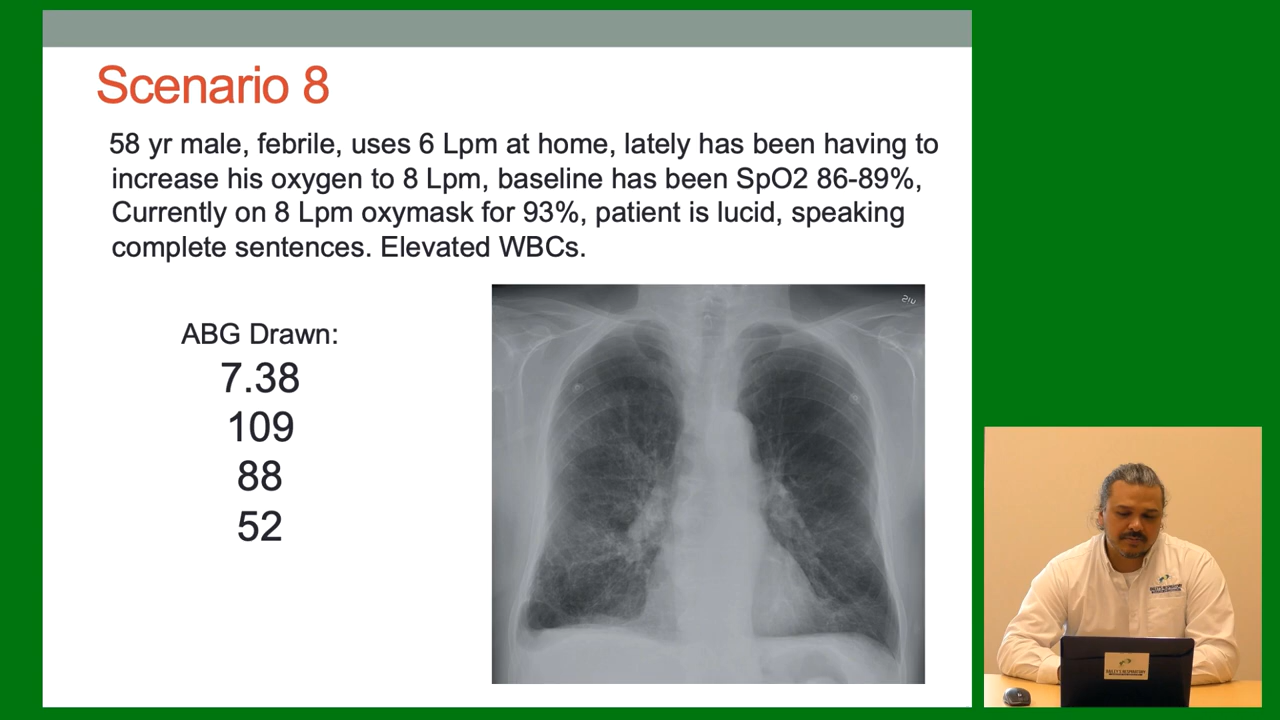 Scenario 8
58 yr male, febrile, uses 6 Lpm at home, lately has been having to
increase his oxygen to 8 Lpm, baseline has been SpO2 86-89%,
Currently on 8 Lpm oxymask for 93%, patient is lucid, speaking
complete sentences. Elevated WBCs.
ABG Drawn:
7.38
109
88
52